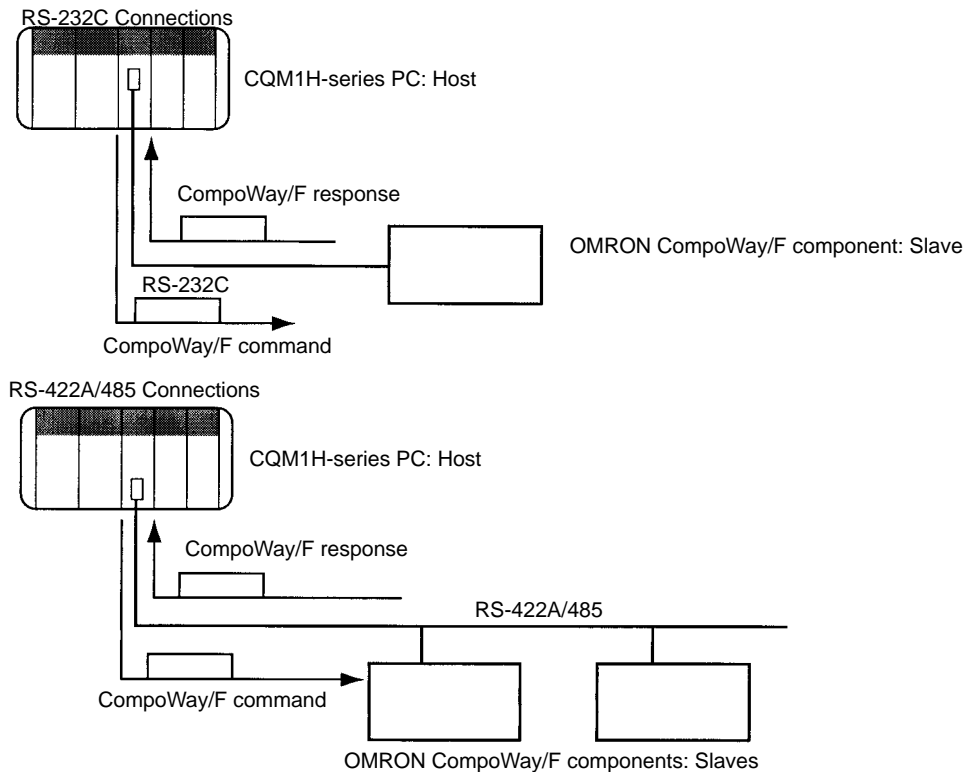 RS-232C Connections
CQM1H-series PC: Host
CompoWay/F response
OMRON CompoWay/F component: Slave
RS-232C
CompoWay/F command
RS-422A/485 Connections
CQM1H-series PC: Host
CompoWay/F response
RS-422A/485
CompoWay/F command
OMRON CompoWay/F components: Slaves